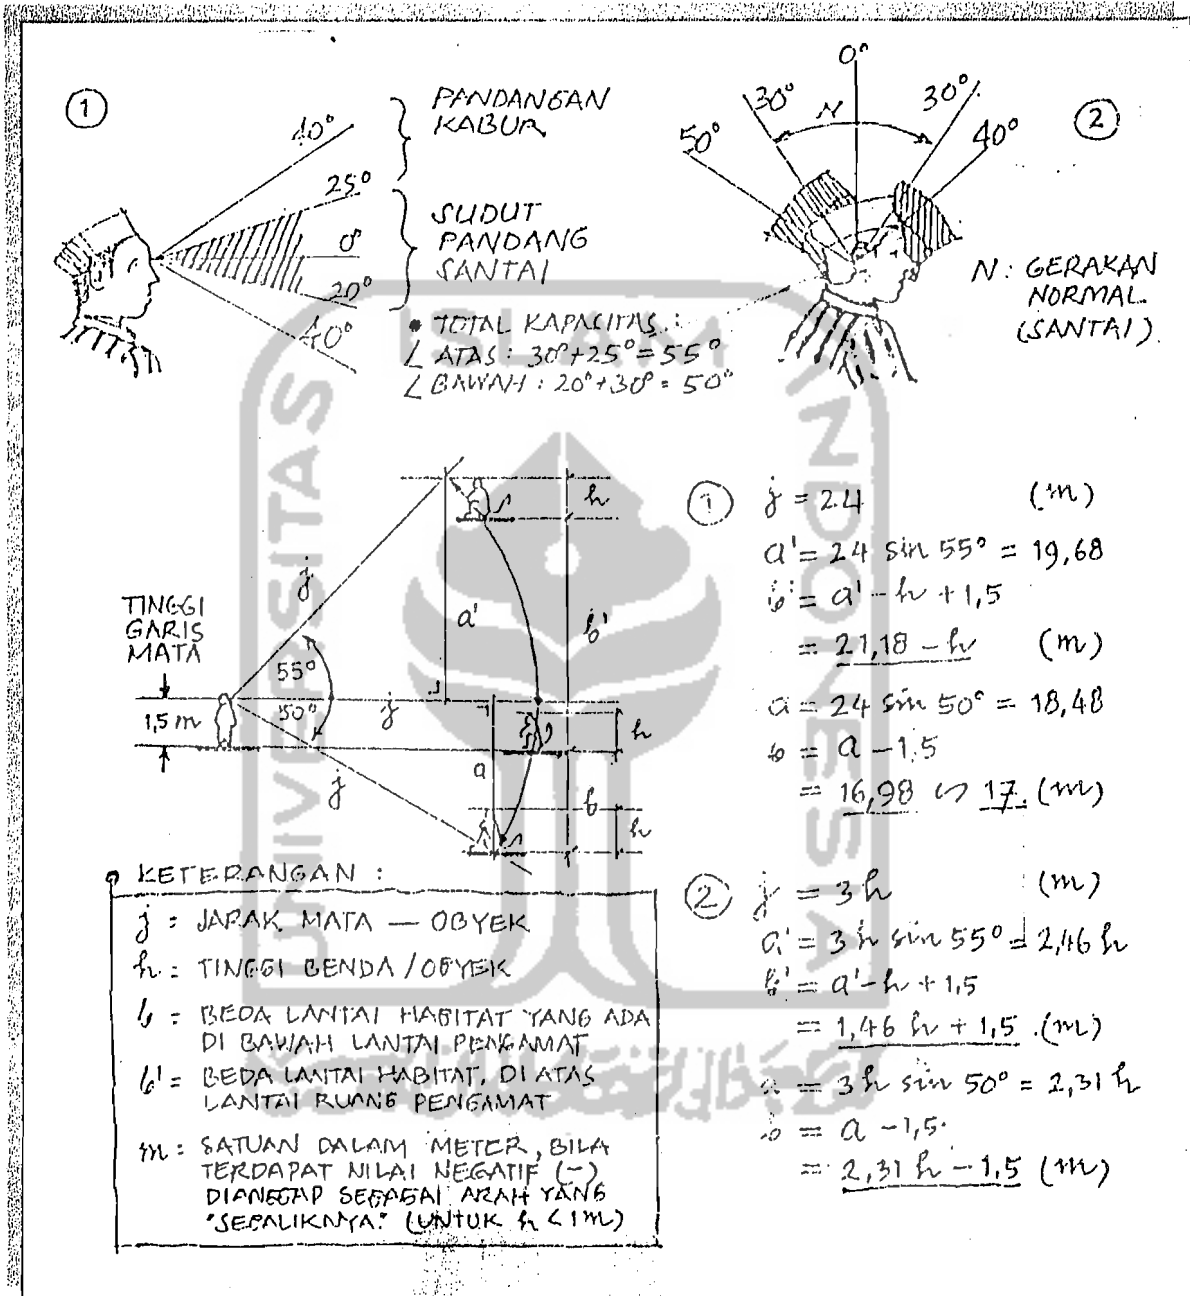 1
40°
25°
0°
20°
40°
PANDANGAN
KABUR
SUDUT
PANDANG
SANTAI
• TOTAL KAPASITAS :
∠ ATAS : 30°+25°=55°
∠ BAWAH : 20°+30° = 50°
2
50°
30°
N
0°
30°
40°
N : GERAKAN
NORMAL
(SANTAI).
TINGGI
GARIS
MATA
1,5 m
55°
50°
j
j
j
a'
a
h
b'
h
b
h
1 j = 24 (m)
a' = 24 sin 55° = 19,68
b' = a' - h + 1,5
= 21,18 - h (m)
a = 24 sin 50° = 18,48
b = a - 1,5
= 16,98 ∽ 17. (m)
2 j = 3h (m)
a' = 3h sin 55° = 2,46 h
b' = a' - h + 1,5
= 1,46 h + 1,5 .(m)
a = 3h sin 50° = 2,31 h
b = a - 1,5.
= 2,31 h - 1,5 (m)
KETERANGAN :
j : JARAK MATA — OBYEK
h : TINGGI BENDA / OBYEK
b = BEDA LANTAI HABITAT YANG ADA
DI BAWAH LANTAI PENGAMAT
b' = BEDA LANTAI HABITAT, DI ATAS
LANTAI RUANG PENGAMAT
m : SATUAN DALAM METER, BILA
TERDAPAT NILAI NEGATIF (-)
DIANGGAP SEBAGAI ARAH YANG
"SEBALIKNYA." (UNTUK h < 1m)
UNIVERSITAS
ISLAM
INDONESIA